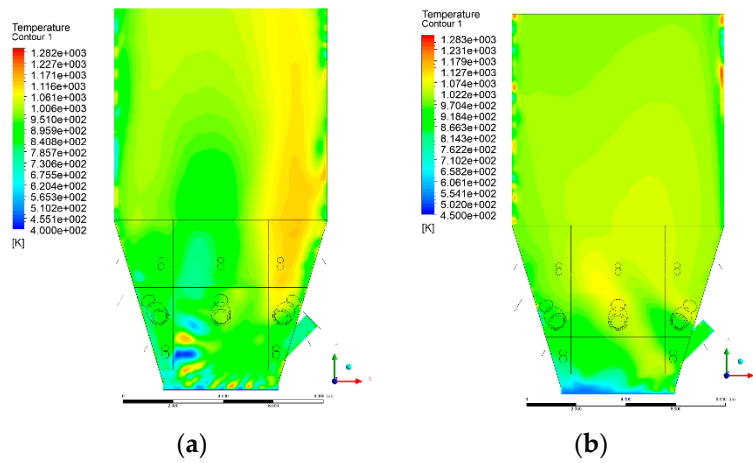 Temperature
Contour 1
1.282e+003
1.227e+003
1.171e+003
1.116e+003
1.061e+003
1.006e+003
9.510e+002
8.959e+002
8.408e+002
7.857e+002
7.306e+002
6.755e+002
6.204e+002
5.653e+002
5.102e+002
4.551e+002
4.000e+002
[K]
(a)
Temperature
Contour 1
1.283e+003
1.231e+003
1.179e+003
1.127e+003
1.074e+003
1.022e+003
9.704e+002
9.184e+002
8.663e+002
8.143e+002
7.622e+002
7.102e+002
6.582e+002
6.061e+002
5.541e+002
5.020e+002
4.500e+002
[K]
(b)